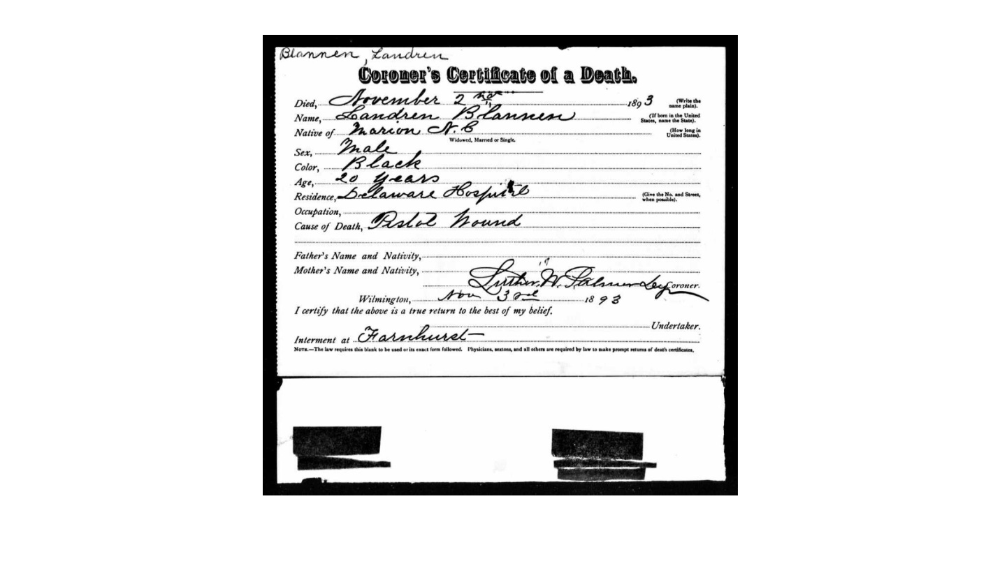 Blannen, Landren
Coroner's Certificate of a Death.
Died, November 2nd 1893 (Write the name plain).
Name, Landren Blannen (If born in the United States, name the State).
Native of Marion N.C (How long in United States).
Widowed, Married or Single.
Sex, Male
Color, Black
Age, 20 Years
Residence, Delaware Hospital (Give the No. and Street, when possible).
Occupation,
Cause of Death, Pistol Wound
Father's Name and Nativity,
Mother's Name and Nativity,
Luther W. Palmer Dep Coroner.
Wilmington, Nov 3rd 1893
I certify that the above is a true return to the best of my belief.
Undertaker.
Interment at Farnhurst
NOTE.—The law requires this blank to be used or its exact form followed. Physicians, sextons, and all others are required by law to make prompt returns of death certificates.